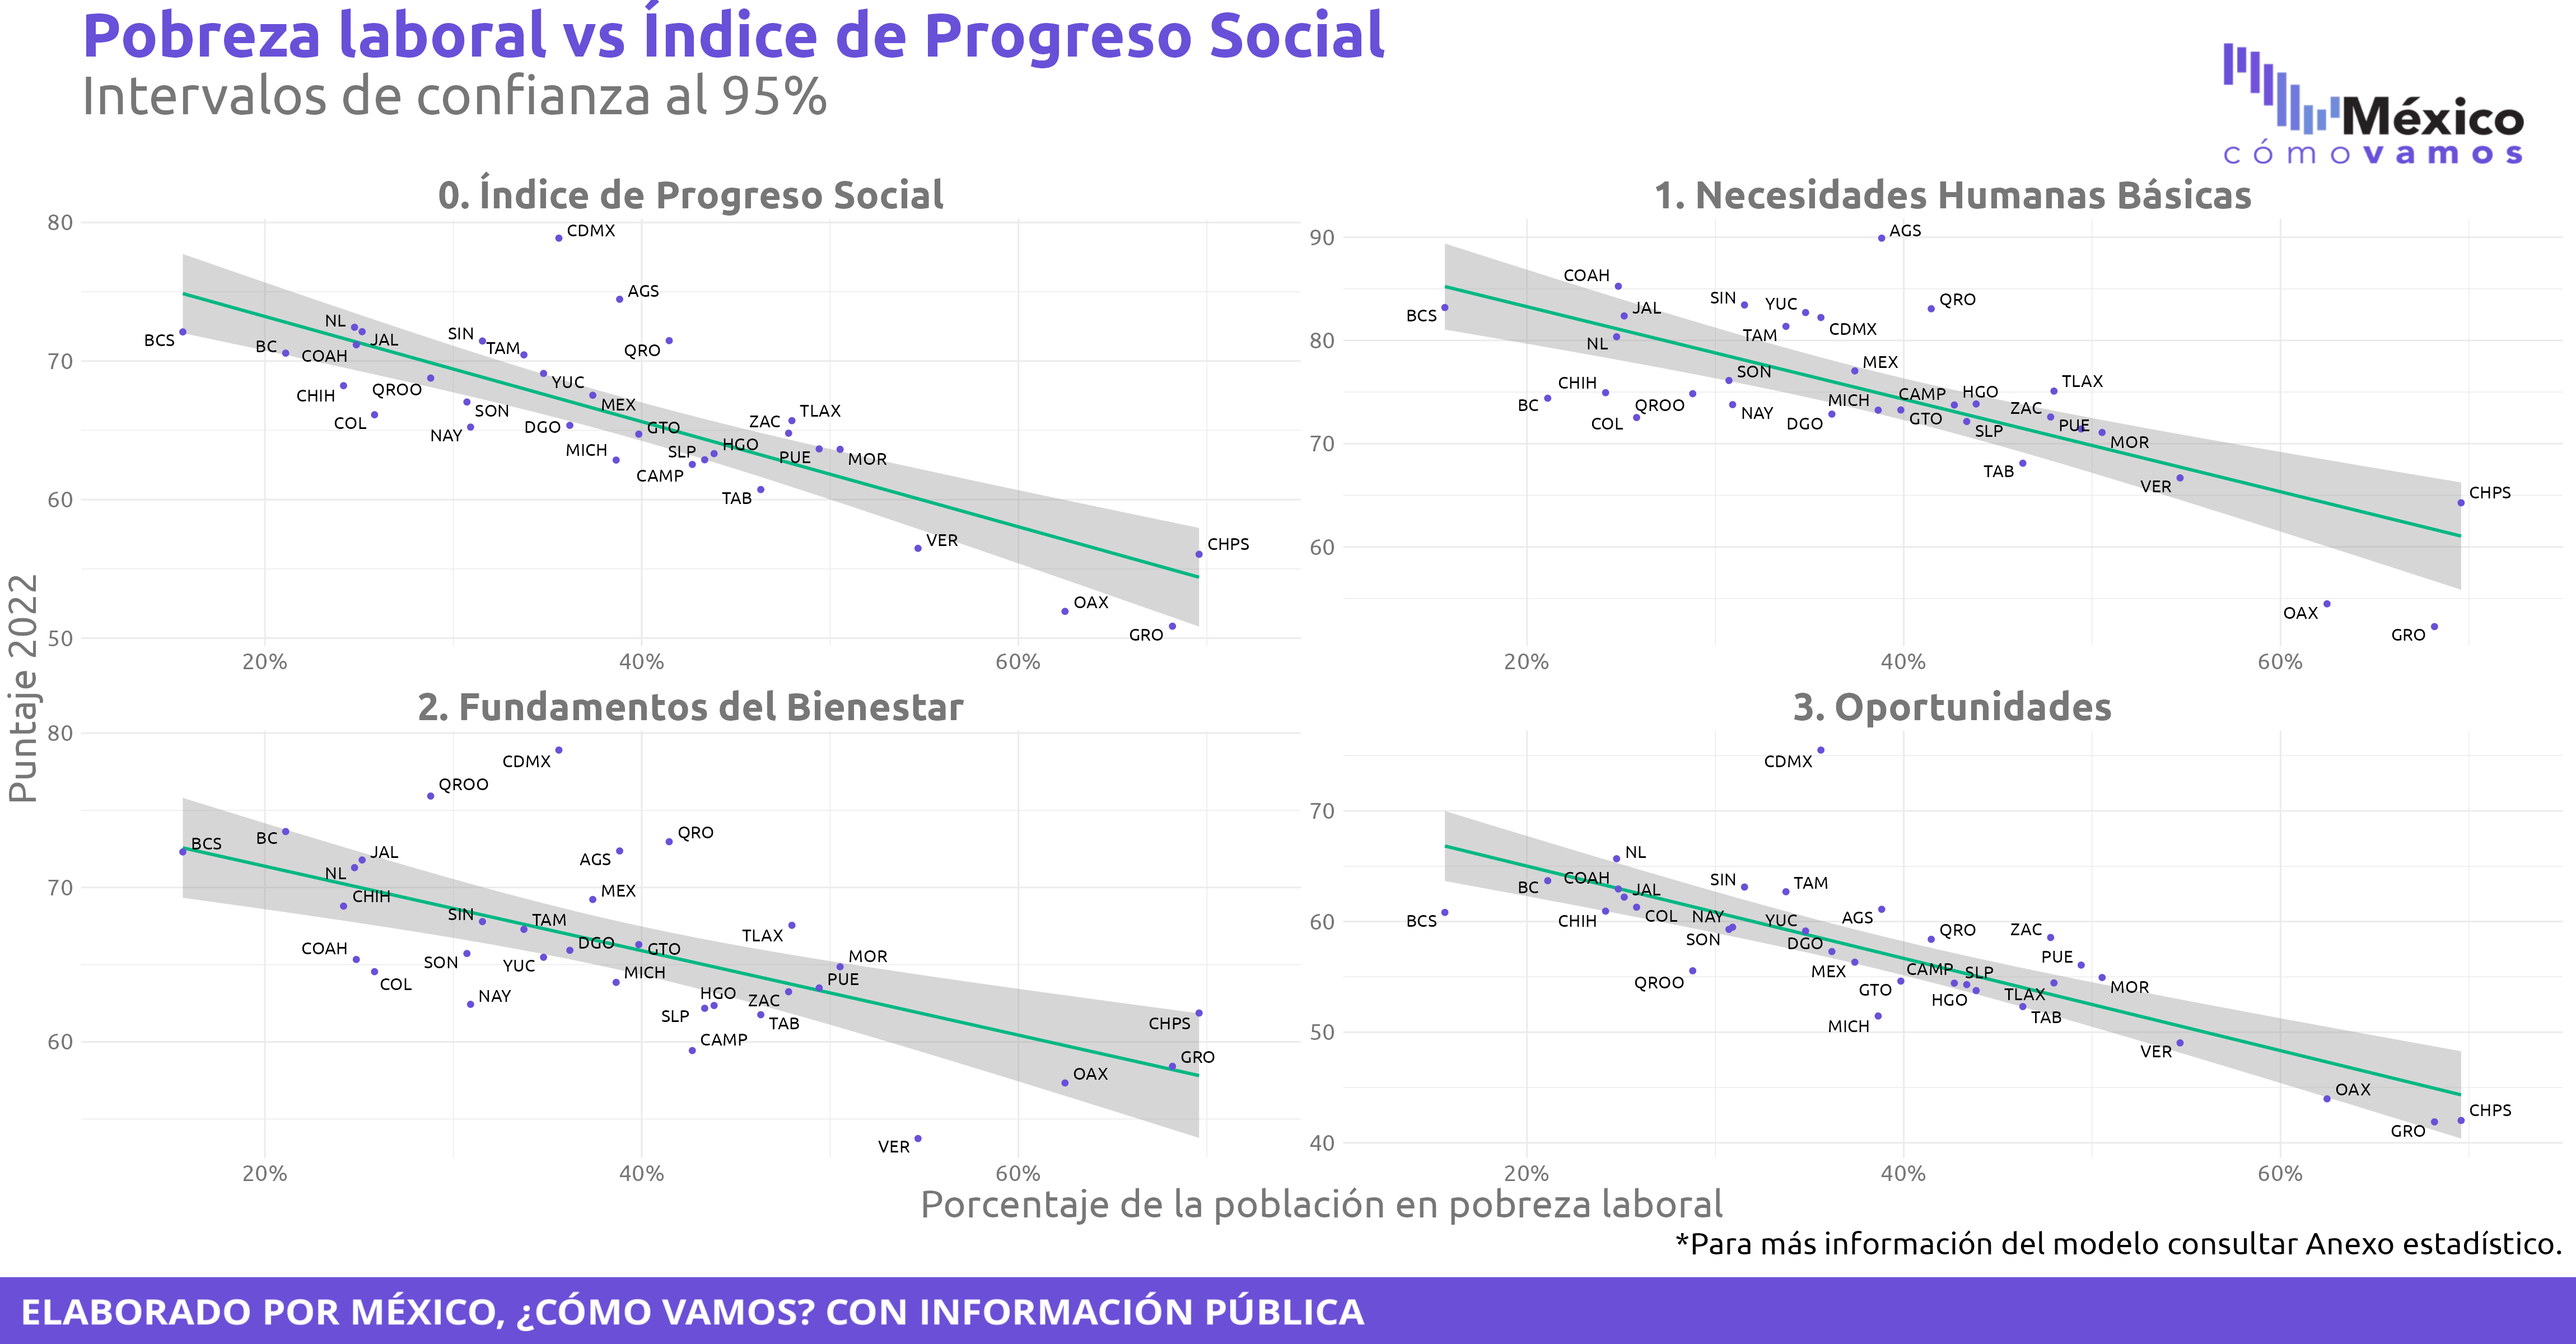 Pobreza laboral vs Índice de Progreso Social
Intervalos de confianza al 95%
México
cómovamos
0. Índice de Progreso Social
80
70
60
50
20%
40%
60%
CDMX
AGS
NL
BCS
BC
COAH
JAL
SIN
TAM
QRO
CHIH
QROO
YUC
COL
SON
MEX
NAY
DGO
GTO
ZAC
TLAX
MICH
SLP
HGO
PUE
MOR
CAMP
TAB
VER
CHPS
OAX
GRO
1. Necesidades Humanas Básicas
90
80
70
60
20%
40%
60%
AGS
COAH
BCS
JAL
SIN
YUC
QRO
NL
TAM
CDMX
CHIH
SON
MEX
BC
QROO
MICH
CAMP
HGO
TLAX
COL
NAY
DGO
GTO
ZAC
SLP
PUE
MOR
TAB
VER
CHPS
OAX
GRO
Puntaje 2022
2. Fundamentos del Bienestar
80
70
60
20%
40%
60%
CDMX
QROO
BCS
BC
JAL
AGS
QRO
NL
CHIH
MEX
SIN
TAM
COAH
DGO
GTO
TLAX
SON
YUC
MICH
MOR
COL
NAY
HGO
ZAC
PUE
SLP
TAB
CAMP
CHPS
GRO
OAX
VER
3. Oportunidades
70
60
50
40
20%
40%
60%
CDMX
NL
BC
COAH
JAL
SIN
TAM
BCS
CHIH
COL
NAY
YUC
AGS
SON
DGO
QRO
ZAC
QROO
MEX
CAMP
SLP
PUE
GTO
HGO
TLAX
MOR
MICH
TAB
VER
OAX
CHPS
GRO
Porcentaje de la población en pobreza laboral
*Para más información del modelo consultar Anexo estadístico.
ELABORADO POR MÉXICO, ¿CÓMO VAMOS? CON INFORMACIÓN PÚBLICA